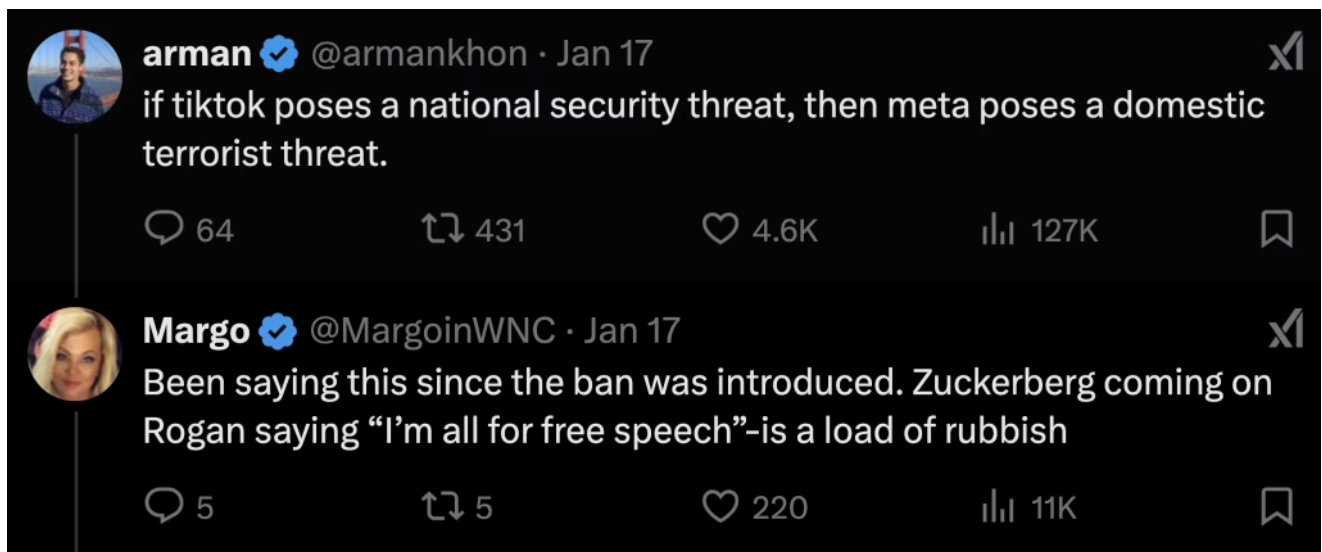 arman @armankhon · Jan 17
if tiktok poses a national security threat, then meta poses a domestic
terrorist threat.
64 431 4.6K 127K
Margo @MargoinWNC · Jan 17
Been saying this since the ban was introduced. Zuckerberg coming on
Rogan saying “I’m all for free speech”-is a load of rubbish
5 5 220 11K